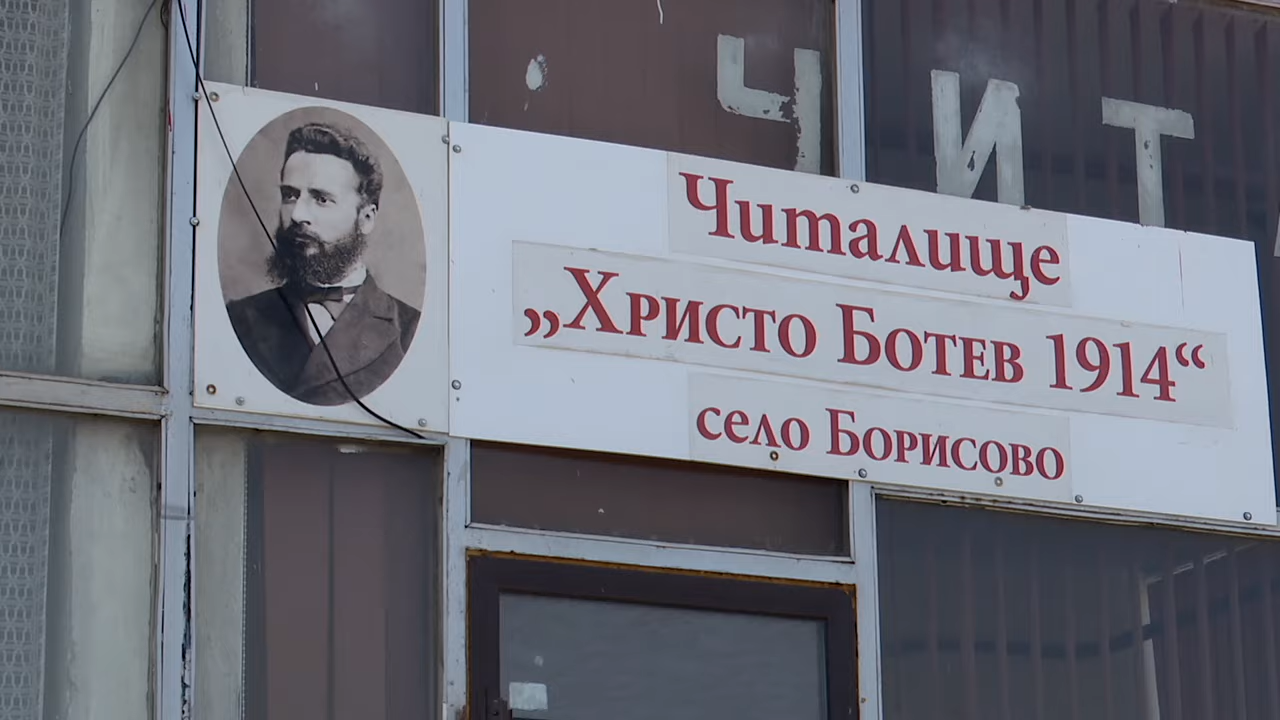 ЧИТ
Читалище
„Христо Ботев 1914“
село Борисово